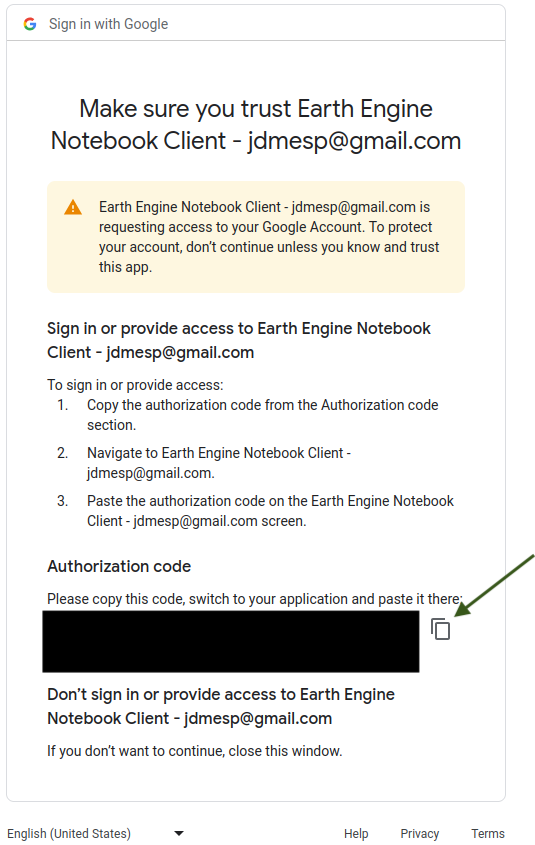 Sign in with Google
Make sure you trust Earth Engine
Notebook Client - jdmesp@gmail.com
Earth Engine Notebook Client - jdmesp@gmail.com is
requesting access to your Google Account. To protect
your account, don’t continue unless you know and trust
this app.
Sign in or provide access to Earth Engine Notebook
Client - jdmesp@gmail.com
To sign in or provide access:
1. Copy the authorization code from the Authorization code
section.
2. Navigate to Earth Engine Notebook Client -
jdmesp@gmail.com.
3. Paste the authorization code on the Earth Engine Notebook
Client - jdmesp@gmail.com screen.
Authorization code
Please copy this code, switch to your application and paste it there:
Don’t sign in or provide access to Earth Engine
Notebook Client - jdmesp@gmail.com
If you don’t want to continue, close this window.
English (United States) Help Privacy Terms